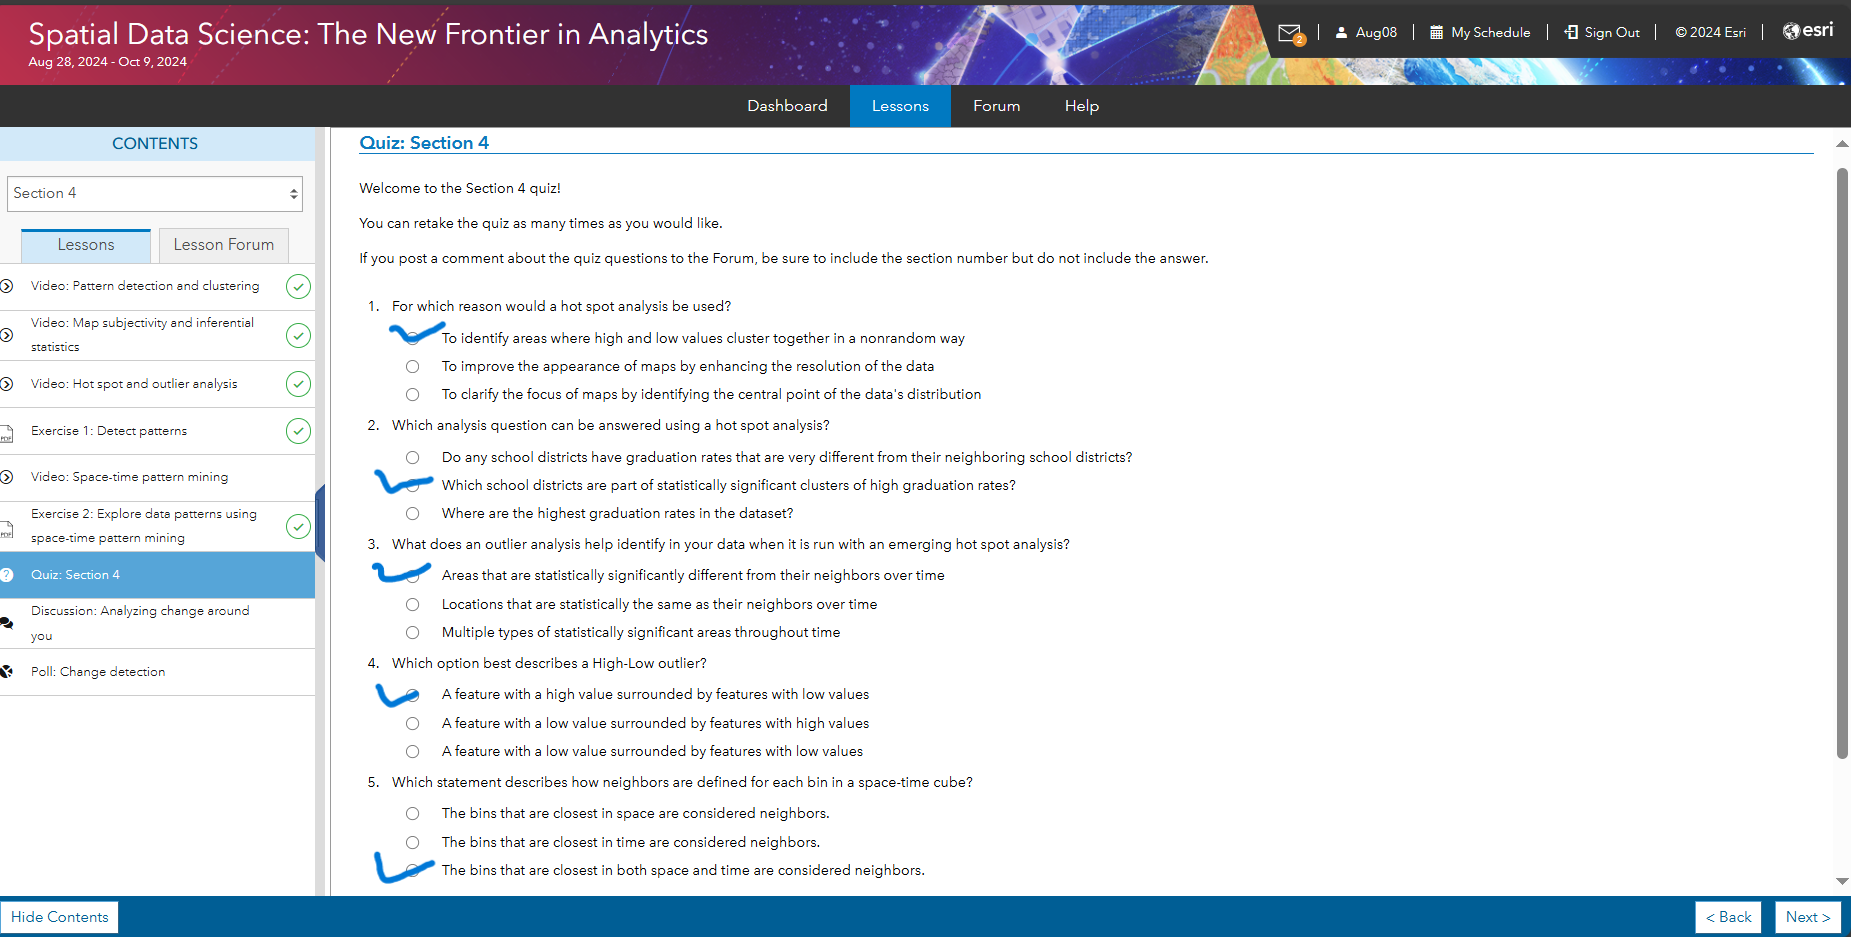 Spatial Data Science: The New Frontier in Analytics
Aug 28, 2024 - Oct 9, 2024
2
Aug08
My Schedule
Sign Out
© 2024 Esri
esri
Dashboard
Lessons
Forum
Help
CONTENTS
Section 4
Lessons
Lesson Forum
Video: Pattern detection and clustering
Video: Map subjectivity and inferential
statistics
Video: Hot spot and outlier analysis
PDF
Exercise 1: Detect patterns
Video: Space-time pattern mining
PDF
Exercise 2: Explore data patterns using
space-time pattern mining
?
Quiz: Section 4
Discussion: Analyzing change around
you
Poll: Change detection
Quiz: Section 4
Welcome to the Section 4 quiz!
You can retake the quiz as many times as you would like.
If you post a comment about the quiz questions to the Forum, be sure to include the section number but do not include the answer.
1. For which reason would a hot spot analysis be used?
To identify areas where high and low values cluster together in a nonrandom way
To improve the appearance of maps by enhancing the resolution of the data
To clarify the focus of maps by identifying the central point of the data's distribution
2. Which analysis question can be answered using a hot spot analysis?
Do any school districts have graduation rates that are very different from their neighboring school districts?
Which school districts are part of statistically significant clusters of high graduation rates?
Where are the highest graduation rates in the dataset?
3. What does an outlier analysis help identify in your data when it is run with an emerging hot spot analysis?
Areas that are statistically significantly different from their neighbors over time
Locations that are statistically the same as their neighbors over time
Multiple types of statistically significant areas throughout time
4. Which option best describes a High-Low outlier?
A feature with a high value surrounded by features with low values
A feature with a low value surrounded by features with high values
A feature with a low value surrounded by features with low values
5. Which statement describes how neighbors are defined for each bin in a space-time cube?
The bins that are closest in space are considered neighbors.
The bins that are closest in time are considered neighbors.
The bins that are closest in both space and time are considered neighbors.
Hide Contents
< Back
Next >